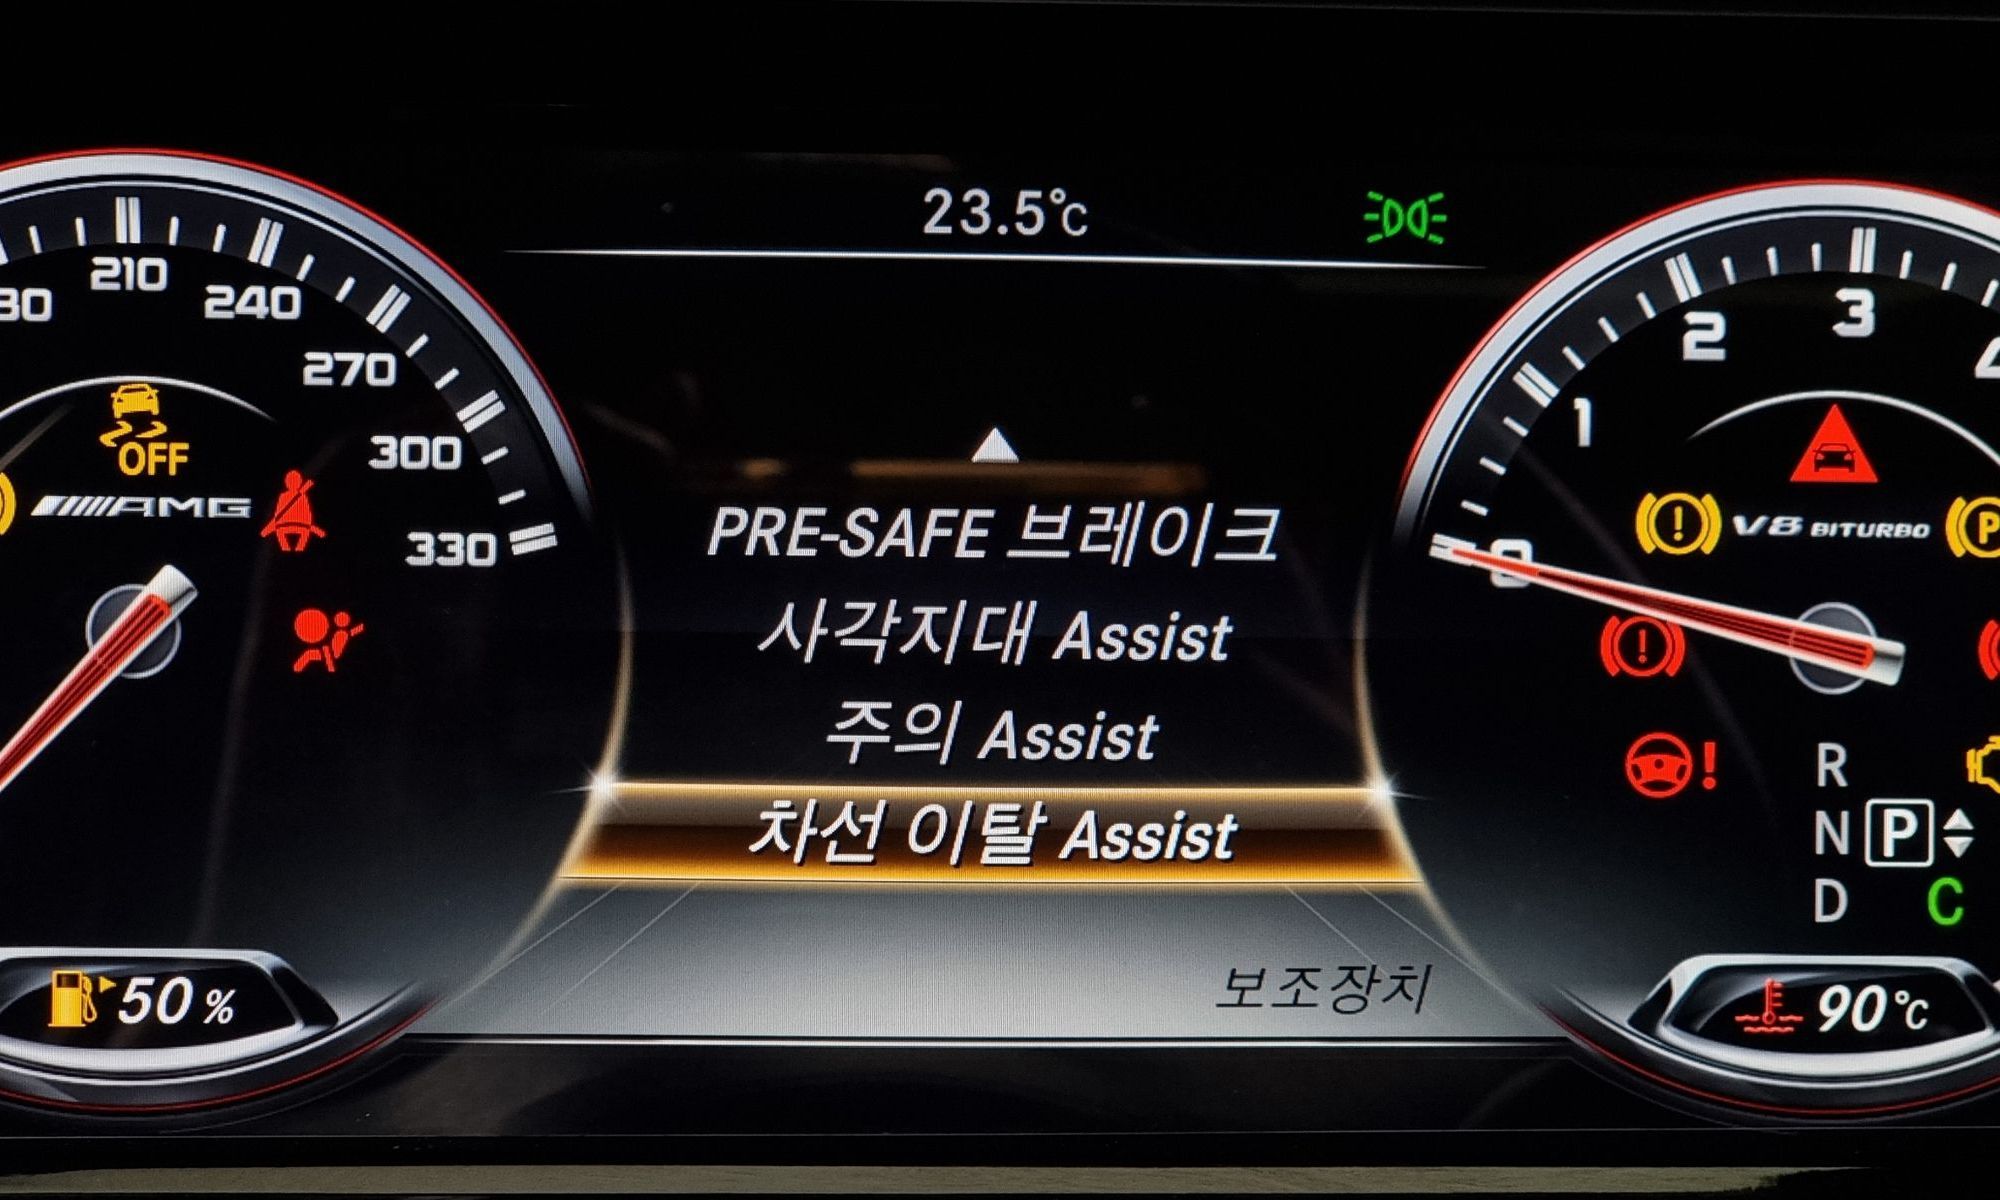 23.5℃
210
240
270
300
330
OFF
AMG
PRE-SAFE 브레이크
사각지대 Assist
주의 Assist
차선 이탈 Assist
보조장치
50 %
0
1
2
3
V8 BITURBO
P
R
N P
D C
90℃